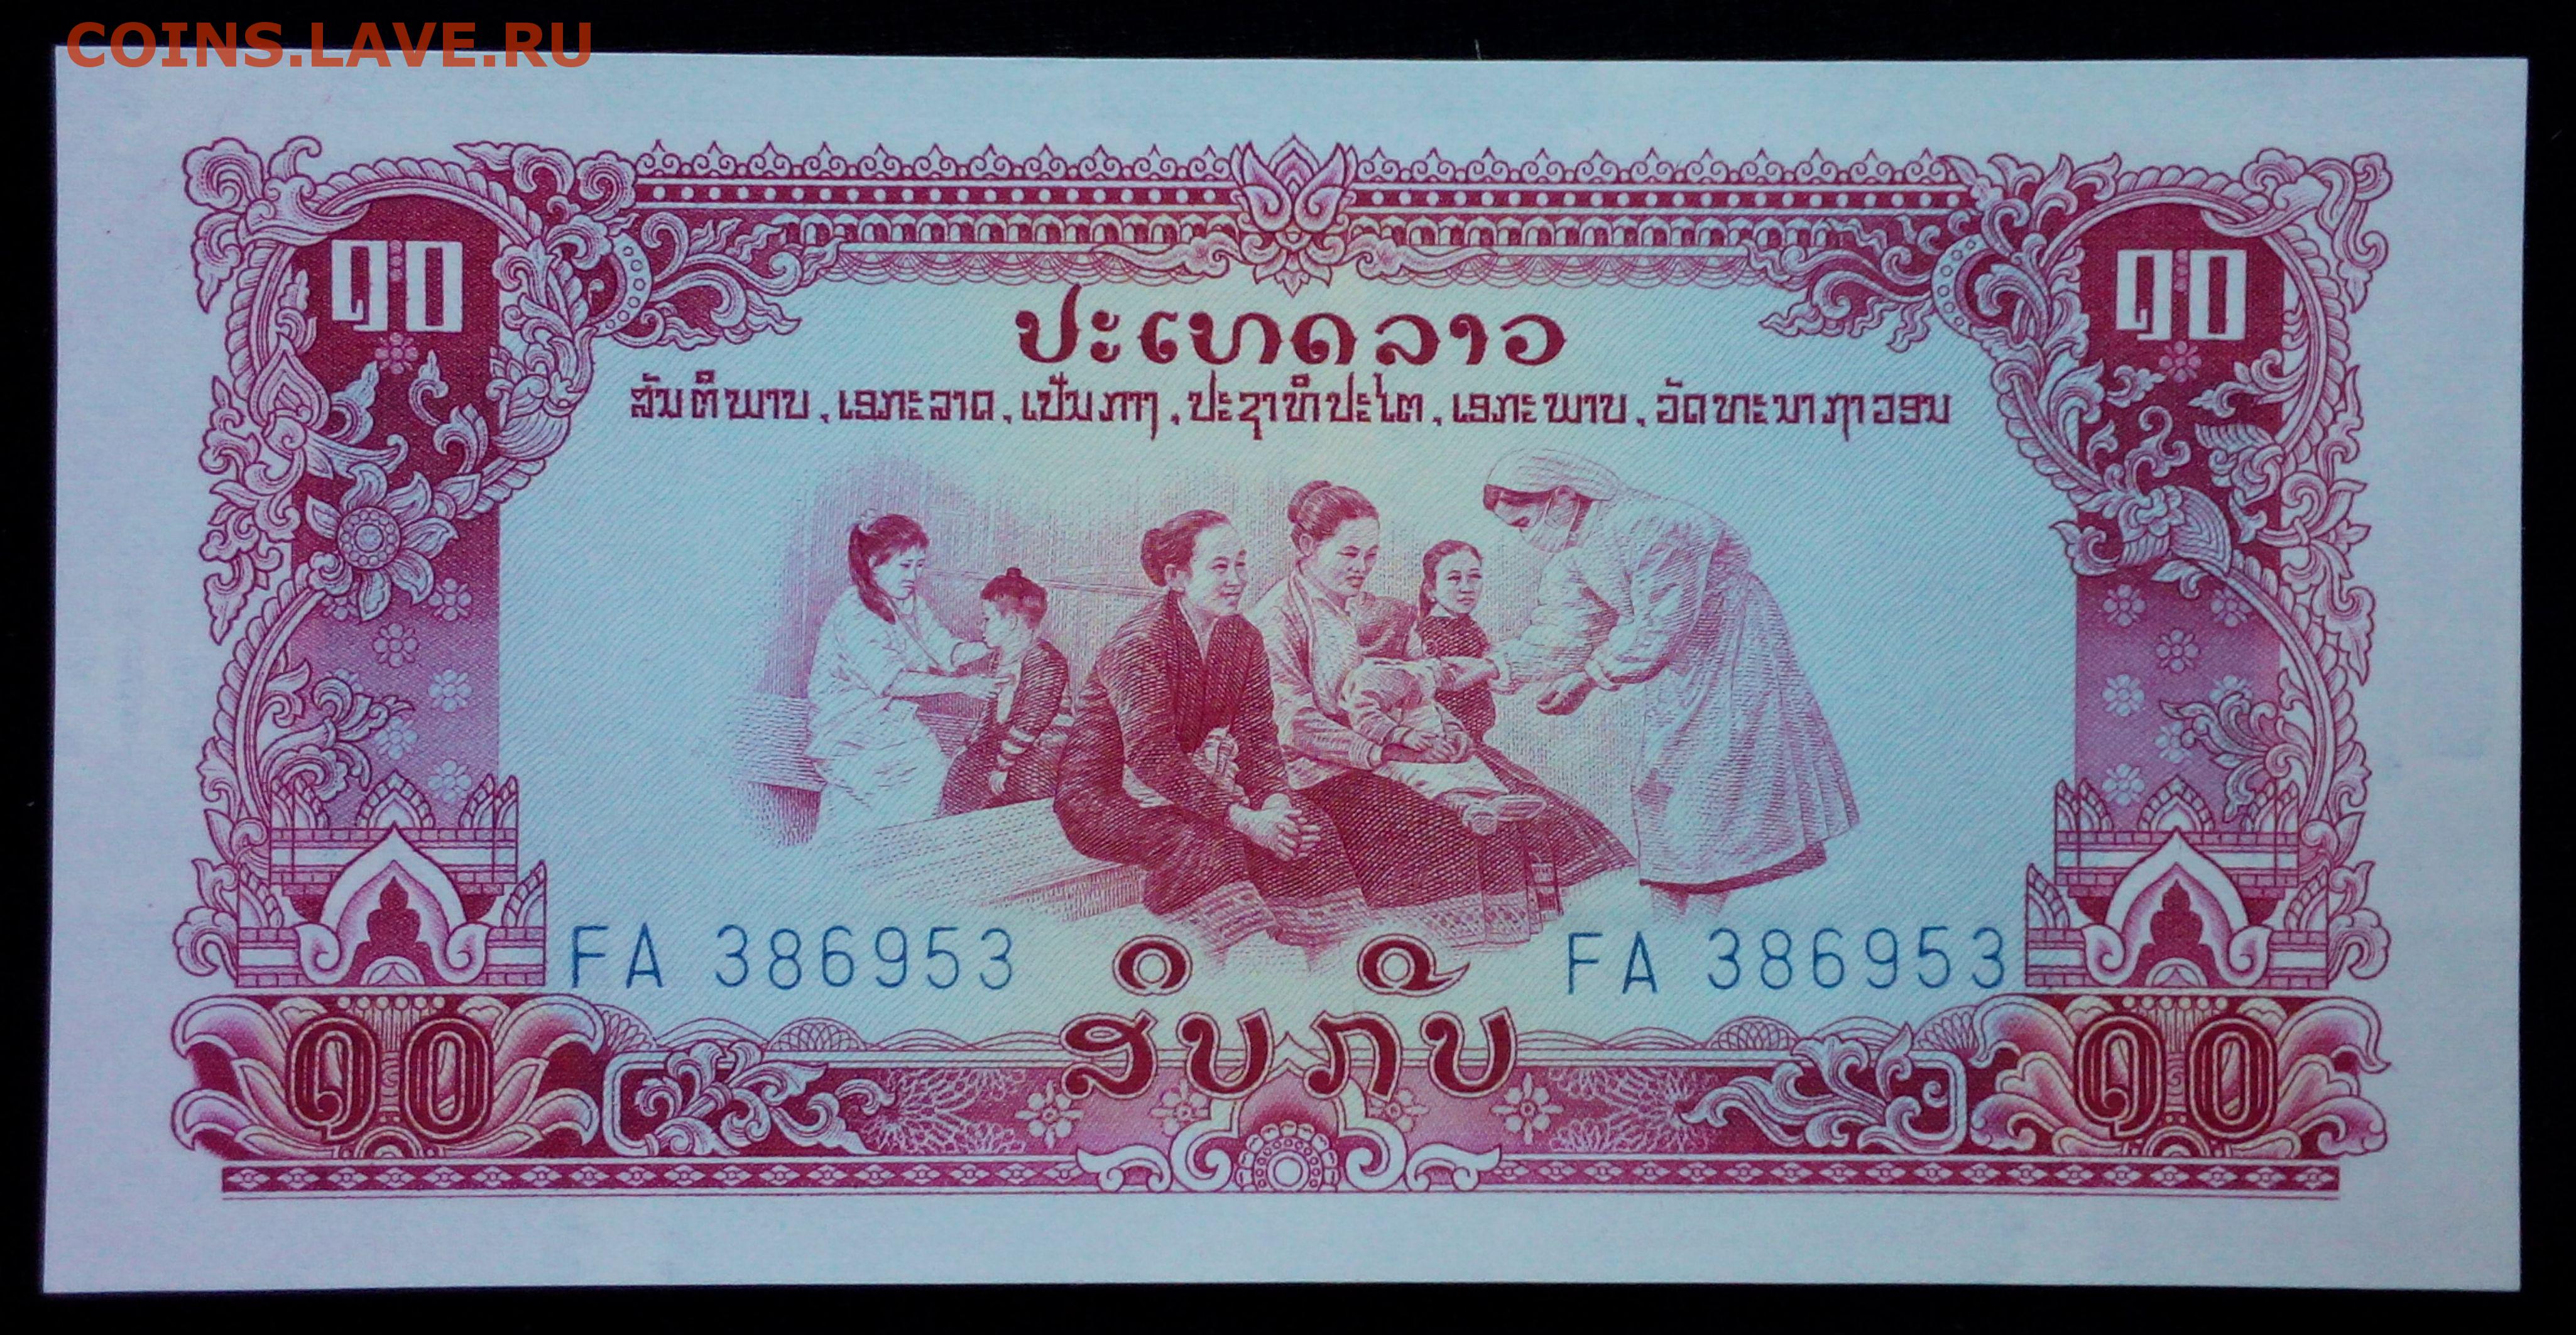 COINS.LAVE.RU
໑໐ ໑໐
ປະເທດລາວ
ສັນຕິພາບ, ເອກະລາດ, ເປັນກາງ, ປະຊາທິປະໄຕ, ເອກະພາບ, ວັດທະນາຖາວອນ
FA 386953 FA 386953
ສິບກີບ
໑໐ ໑໐